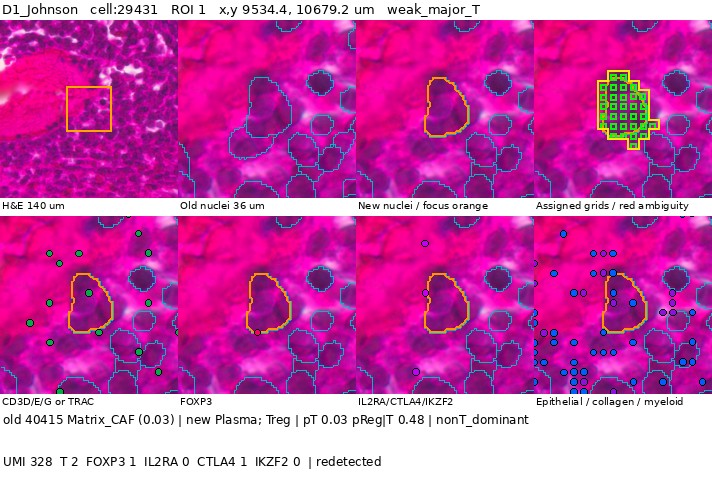 D1_Johnson cell:29431 ROI 1 x,y 9534.4, 10679.2 um weak_major_T
H&E 140 um
Old nuclei 36 um
New nuclei / focus orange
Assigned grids / red ambiguity
CD3D/E/G or TRAC
FOXP3
IL2RA/CTLA4/IKZF2
Epithelial / collagen / myeloid
old 40415 Matrix_CAF (0.03) | new Plasma; Treg | pT 0.03 pReg|T 0.48 | nonT_dominant
UMI 328 T 2 FOXP3 1 IL2RA 0 CTLA4 1 IKZF2 0 | redetected